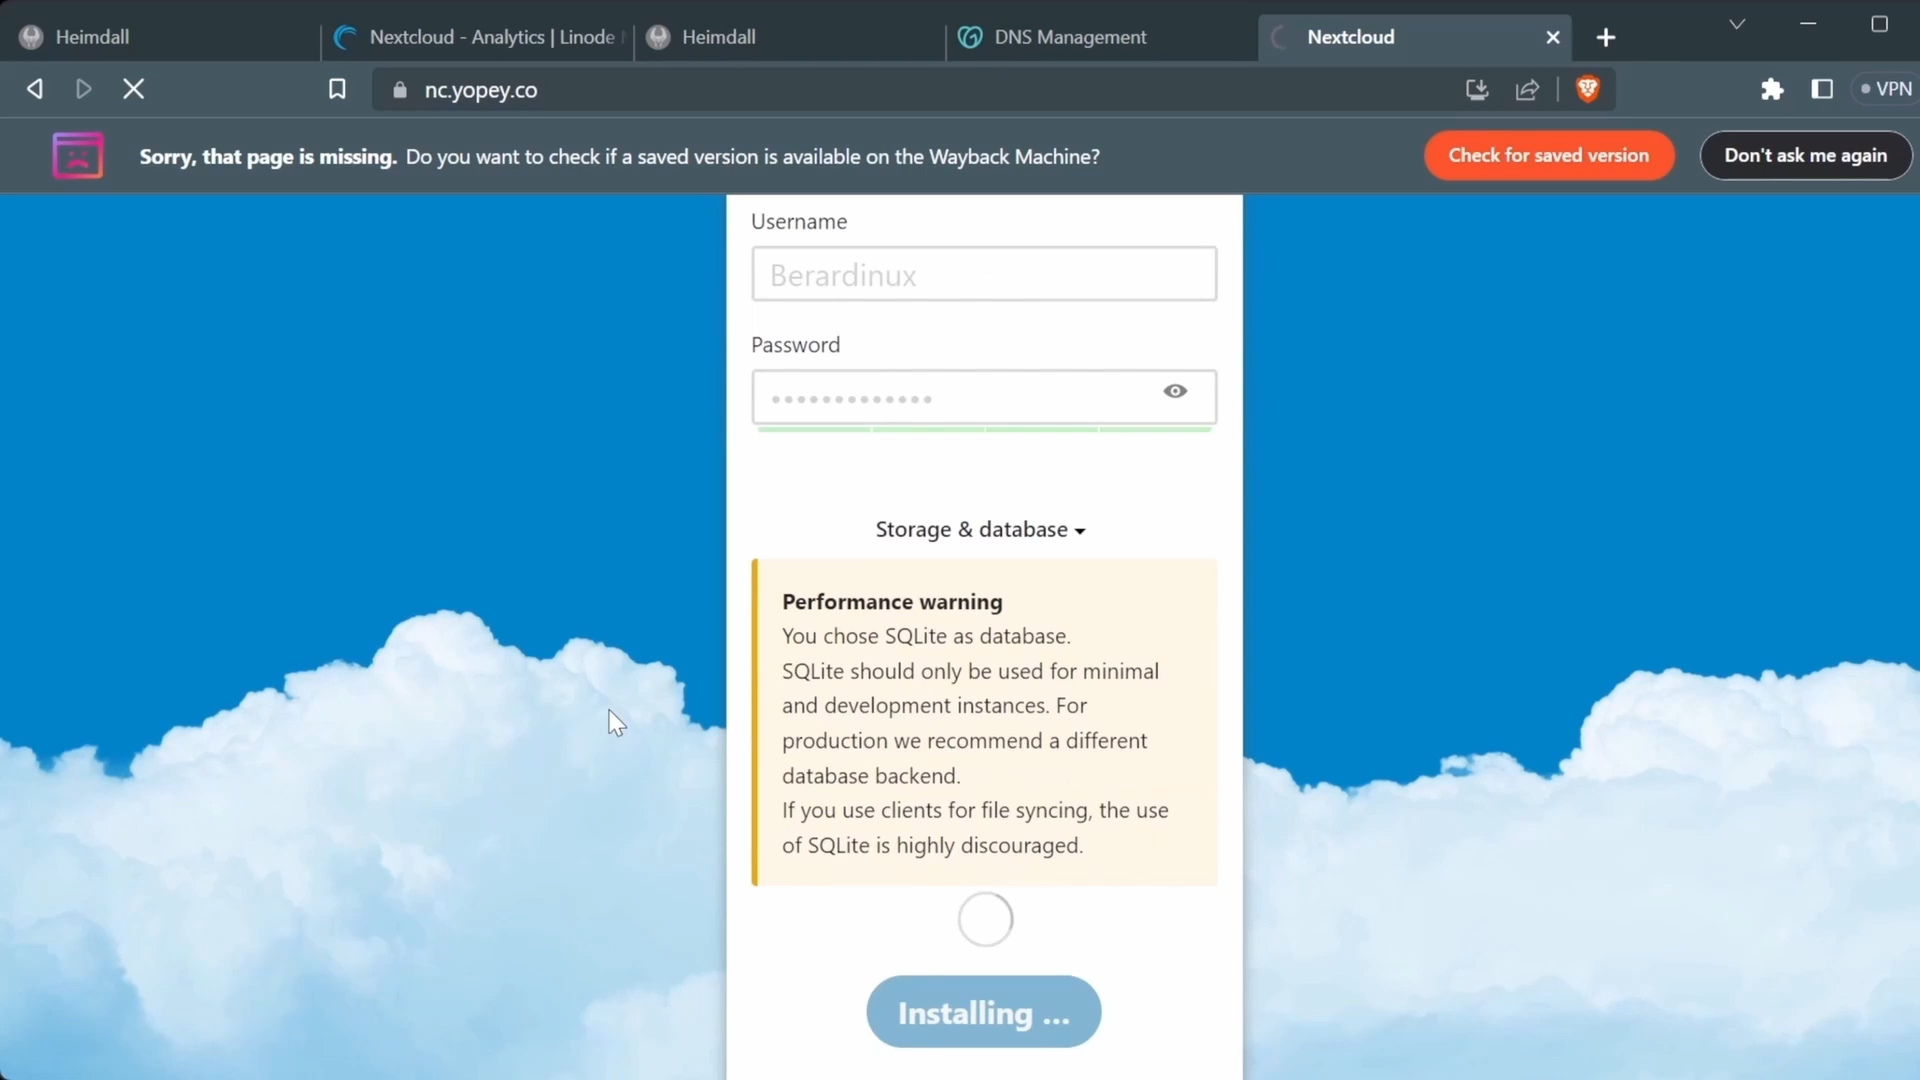 Heimdall
Nextcloud - Analytics | Linode
Heimdall
DNS Management
Nextcloud
nc.yopey.co
VPN
Sorry, that page is missing. Do you want to check if a saved version is available on the Wayback Machine?
Check for saved version
Don't ask me again
Username
Berardinux
Password
Storage & database
Performance warning
You chose SQLite as database.
SQLite should only be used for minimal
and development instances. For
production we recommend a different
database backend.
If you use clients for file syncing, the use
of SQLite is highly discouraged.
Installing ...